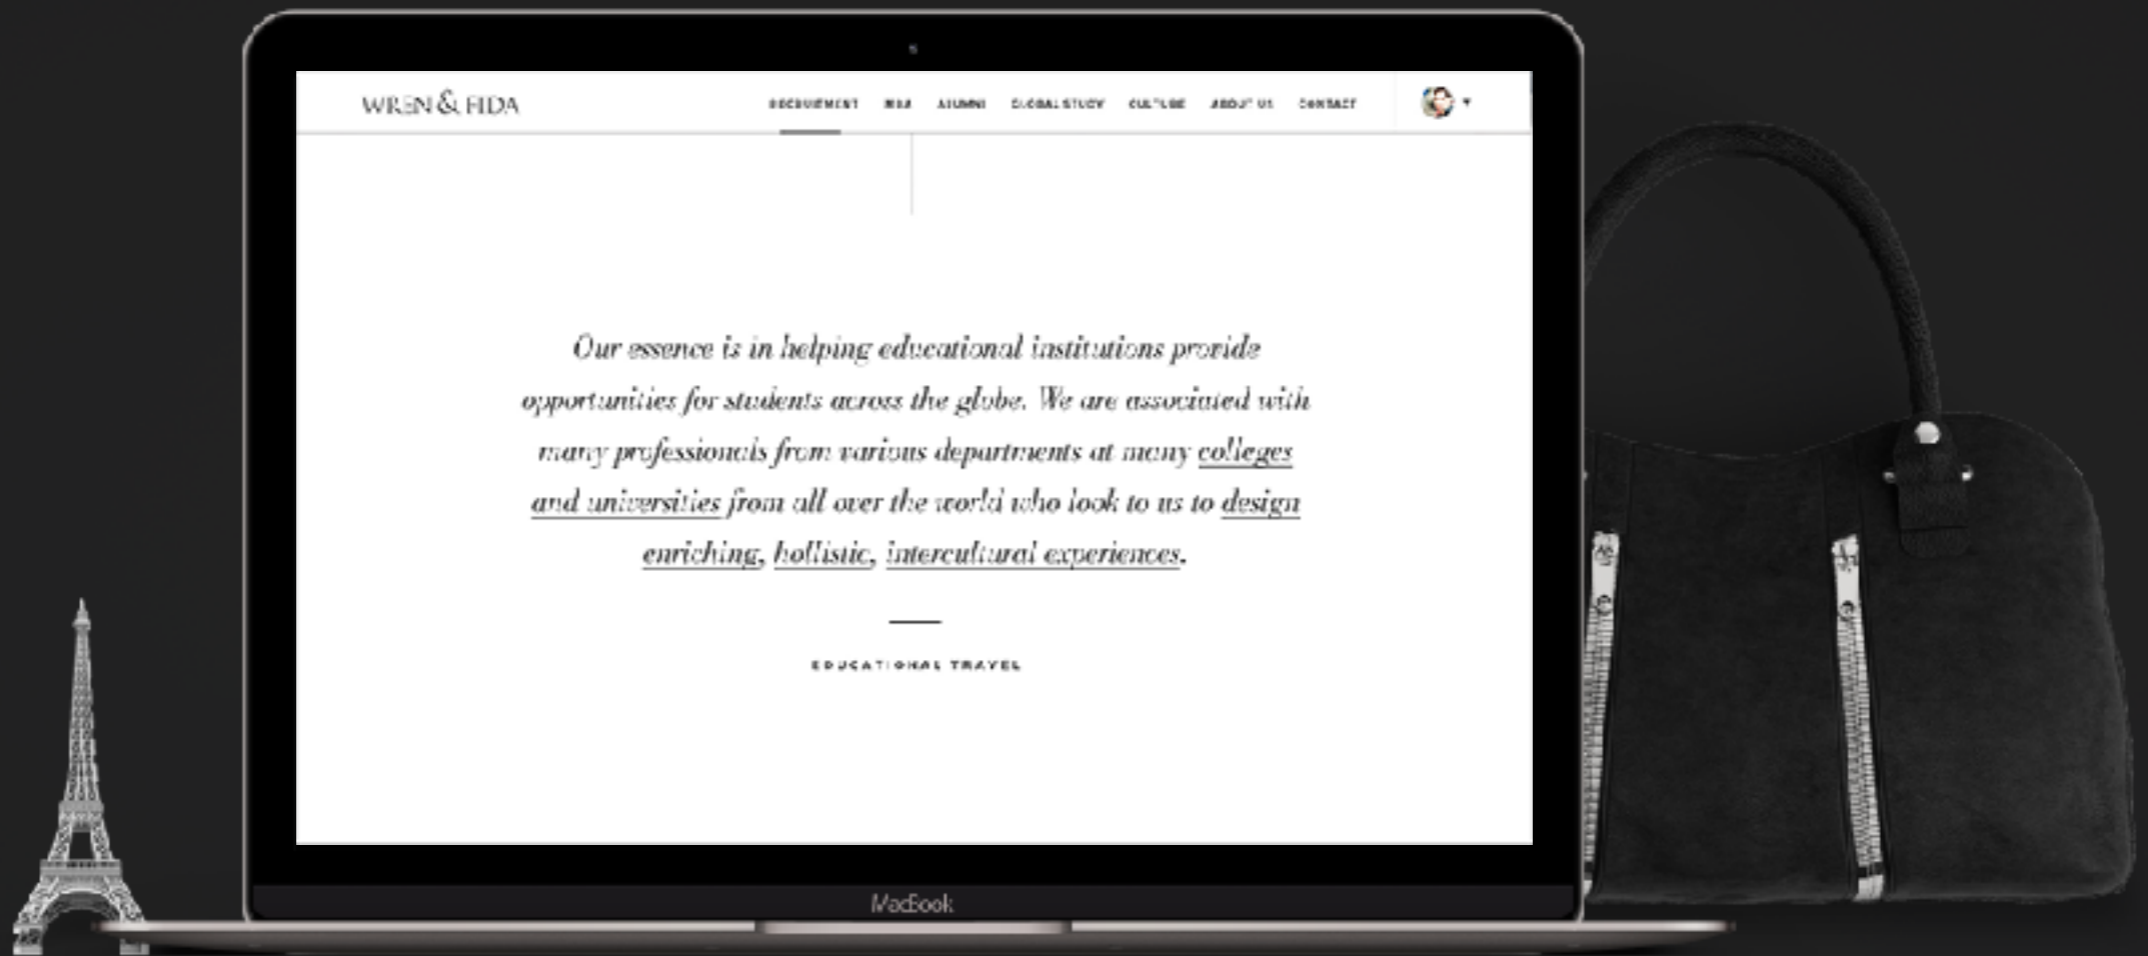 WREN & FIDA
RECRUITMENT M&A ALUMNI GLOBAL STUDY CULTURE ABOUT US CONTACT
Our essence is in helping educational institutions provide
opportunities for students across the globe. We are associated with
many professionals from various departments at many colleges
and universities from all over the world who look to us to design
enriching, hollistic, intercultural experiences.
EDUCATIONAL TRAVEL
MacBook